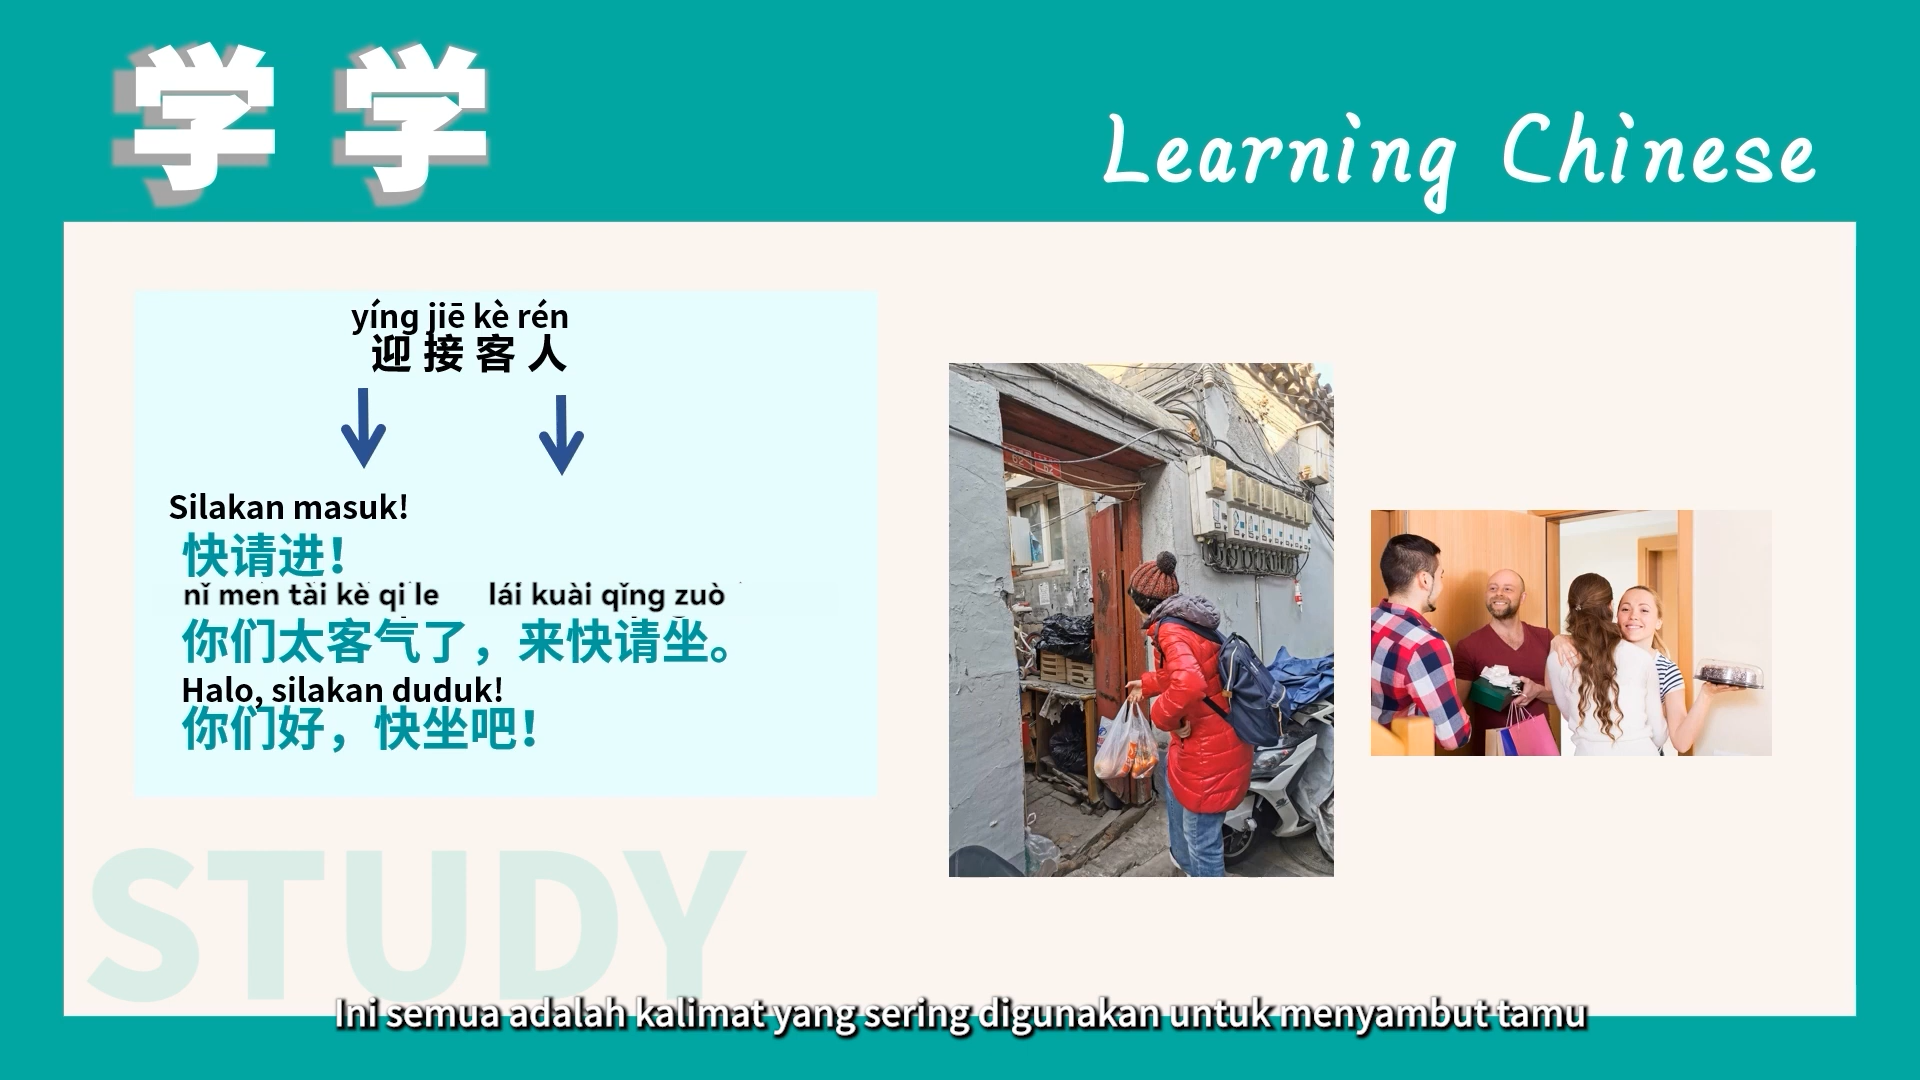 学学
Learning Chinese
yíng jiē kè rén
迎接客人
Silakan masuk!
快请进！
nǐ men tài kè qi le lái kuài qǐng zuò
你们太客气了，来快请坐。
Halo, silakan duduk!
你们好，快坐吧！
62 62
STUDY
Ini semua adalah kalimat yang sering digunakan untuk menyambut tamu